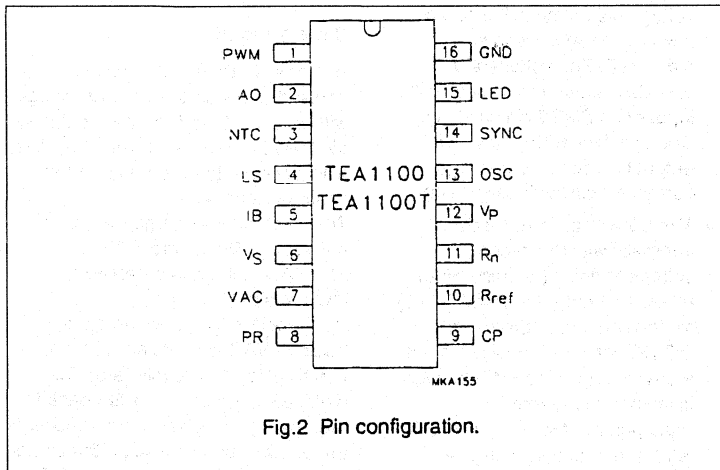 PWM 1 16 GND
AO 2 15 LED
NTC 3 14 SYNC
LS 4 TEA1100 13 OSC
TEA1100T
IB 5 12 VP
VS 6 11 Rn
VAC 7 10 Rref
PR 8 9 CP
MKA155
Fig.2 Pin configuration.